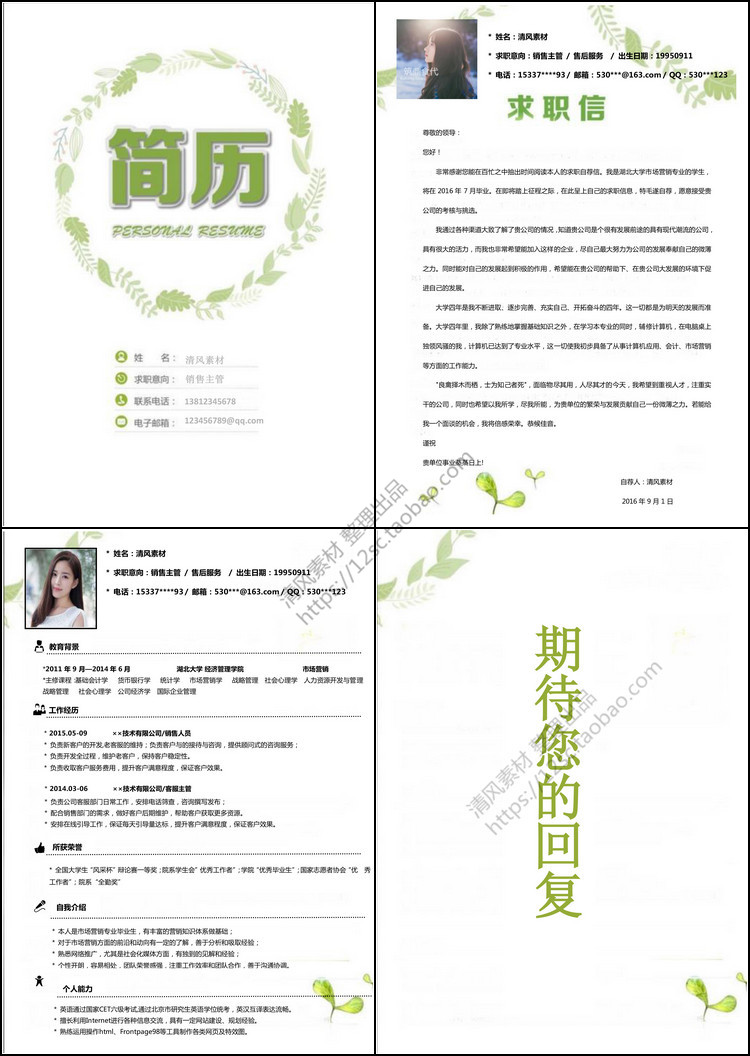 简历
PERSONAL RESUME
姓　　名： 清风素材
求职意向： 销售主管
联系电话： 13812345678
电子邮箱： 123456789@qq.com
* 姓名：清风素材
* 求职意向：销售主管 / 售后服务 / 出生日期：19950911
* 电话：15337****93 / 邮箱：530***@163.com / QQ：530***123
求职信
尊敬的领导：
您好！
非常感谢您能在百忙之中抽出时间阅读本人的求职自荐信。我是湖北大学市场营销专业的学生，
将在 2016 年 7 月毕业。在即将踏上征程之际，在此呈上自己的求职信息，特毛遂自荐，愿意接受贵
公司的考核与挑选。
我通过各种渠道大致了解了贵公司的情况，知道贵公司是个很有发展前途的具有现代潮流的公司，
具有很大的活力，而我也非常希望能加入这样的企业，尽自己最大努力为公司的发展奉献自己的微薄
之力。同时能对自己的发展起到积极的作用，希望能在贵公司的帮助下、在贵公司大发展的环境下促
进自己的发展。
大学四年是我不断进取、逐步完善、充实自己、开拓奋斗的四年。这一切都是为明天的发展而准
备。大学四年里，我除了熟练地掌握基础知识之外，在学习本专业的同时，辅修计算机，在电脑桌上
独领风骚的我，计算机已达到了专业水平，这一切使我初步具备了从事计算机应用、会计、市场营销
等方面的工作能力。
"良禽择木而栖，士为知己者死"，面临物尽其用，人尽其才的今天，我希望到重视人才，注重实
干的公司，同时也希望以我所学，尽我所能，为贵单位的繁荣与发展贡献自己一份微薄之力。若能给
我一个面谈的机会，我将倍感荣幸。恭候佳音。
谨祝
贵单位事业蒸蒸日上！
自荐人：清风素材
2016 年 9 月 1 日
* 姓名：清风素材
* 求职意向：销售主管 / 售后服务 / 出生日期：19950911
* 电话：15337****93 / 邮箱：530***@163.com / QQ：530***123
教育背景
*2011 年 9 月—2014 年 6 月 湖北大学 经济管理学院 市场营销
*主修课程 :基础会计学 货币银行学 统计学 市场营销学 战略管理 社会心理学 人力资源开发与管理
战略管理 社会心理学 公司经济学 国际企业管理
工作经历
* 2015.05-09 ××技术有限公司/销售人员
* 负责新客户的开发,老客服的维持；负责客户与的接待与咨询，提供顾问式的咨询服务；
* 负责开发全过程，维护老客户，保持客户稳定性。
* 负责收取客户服务费用，提升客户满意程度，保证客户效果。
* 2014.03-06 ××技术有限公司/客服主管
* 负责公司客服部门日常工作，安排电话筛查，咨询撰写发布；
* 配合销售部门的需求，做好客户后期维护，帮助客户获取更多资源。
* 安排在线引导工作，保证每天引导量达标，提升客户满意程度，保证客户效果。
所获荣誉
* 全国大学生"风采杯"辩论赛一等奖；院系学生会"优秀工作者"；学院"优秀毕业生"；国家志愿者协会"优 秀
工作者"；院系 "全勤奖"
自我介绍
* 本人是市场营销专业毕业生，有丰富的营销知识体系做基础；
* 对于市场营销方面的前沿和动向有一定的了解，善于分析和吸取经验；
* 熟悉网络推广，尤其是社会化媒体方面，有独到的见解和经验；
* 个性开朗，容易相处，团队荣誉感强，注重工作效率和团队合作，善于沟通协调。
个人能力
* 英语通过国家CET六级考试,通过北京市研究生英语学位统考，英汉互译表达流畅。
* 擅长利用Internet进行各种信息交流，具有一定网站建设、规划经验。
* 熟练运用操作html、Frontpage98等工具制作各类网页及特效图。
期待您的回复
清风素材 整理出品
https://12sc.taobao.com
清风素材 整理出品
https://12sc.taobao.com